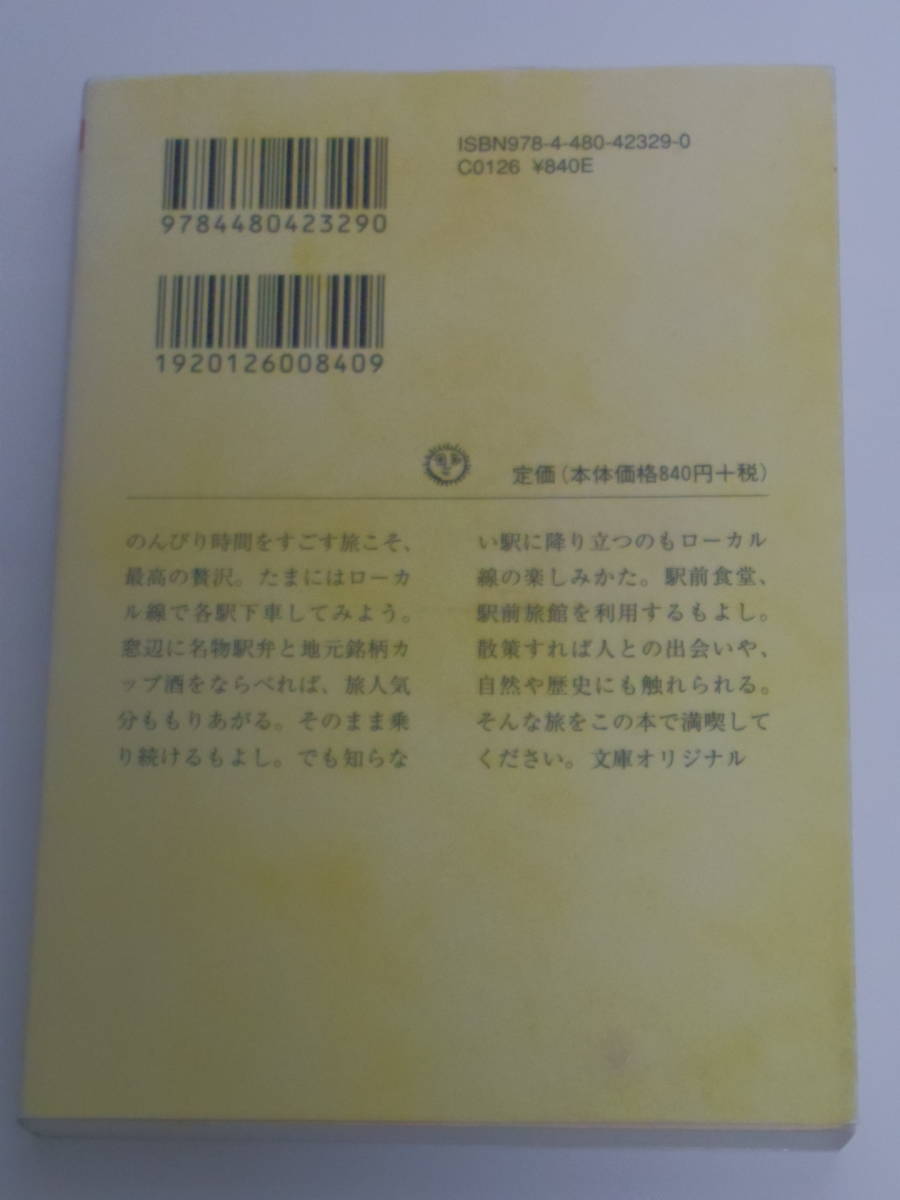 ISBN978-4-480-42329-0
C0126 ¥840E
9784480423290
1920126008409
定価(本体価格840円+税)
のんびり時間をすごす旅こそ、
最高の贅沢。たまにはローカ
ル線で各駅下車してみよう。
窓辺に名物駅弁と地元銘柄カ
ップ酒をならべれば、旅人気
分ももりあがる。そのまま乗
り続けるもよし。でも知らな
い駅に降り立つのもローカル
線の楽しみかた。駅前食堂、
駅前旅館を利用するもよし。
散策すれば人との出会いや、
自然や歴史にも触れられる。
そんな旅をこの本で満喫して
ください。文庫オリジナル